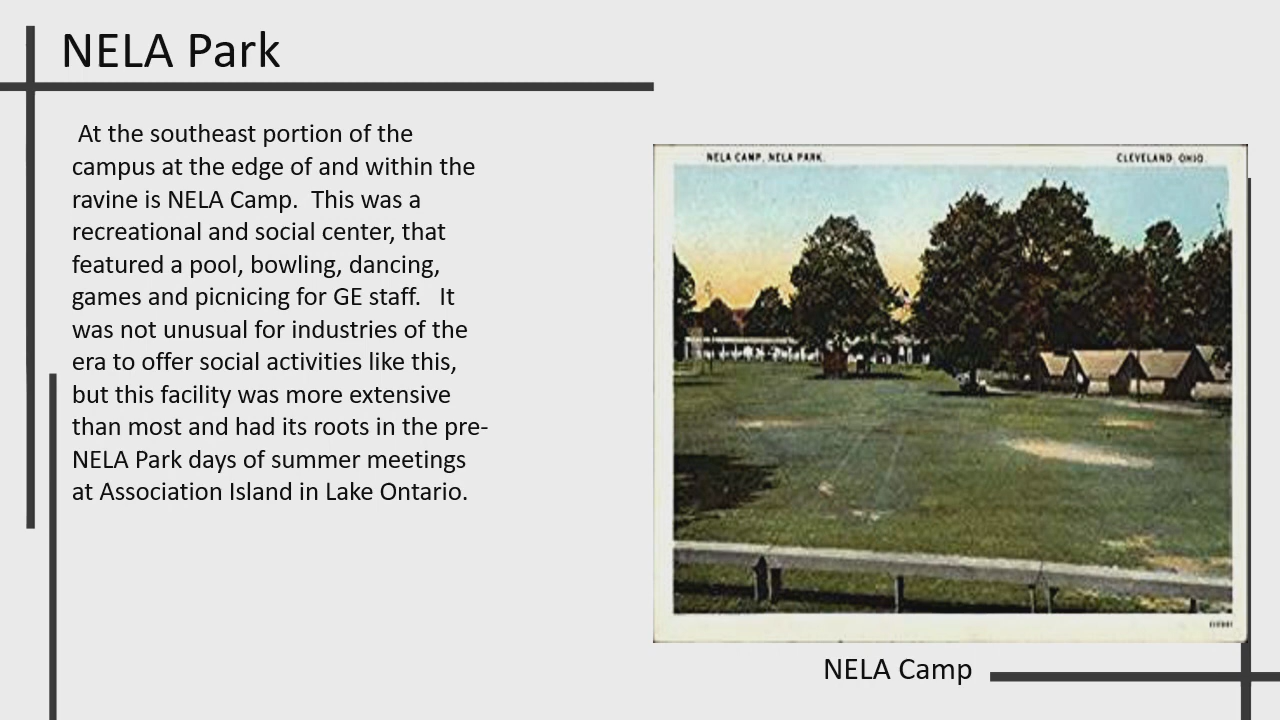 NELA Park
At the southeast portion of the
campus at the edge of and within the
ravine is NELA Camp.  This was a
recreational and social center, that
featured a pool, bowling, dancing,
games and picnicing for GE staff.   It
was not unusual for industries of the
era to offer social activities like this,
but this facility was more extensive
than most and had its roots in the pre-
NELA Park days of summer meetings
at Association Island in Lake Ontario.
NELA CAMP, NELA PARK.
CLEVELAND, OHIO.
NELA Camp